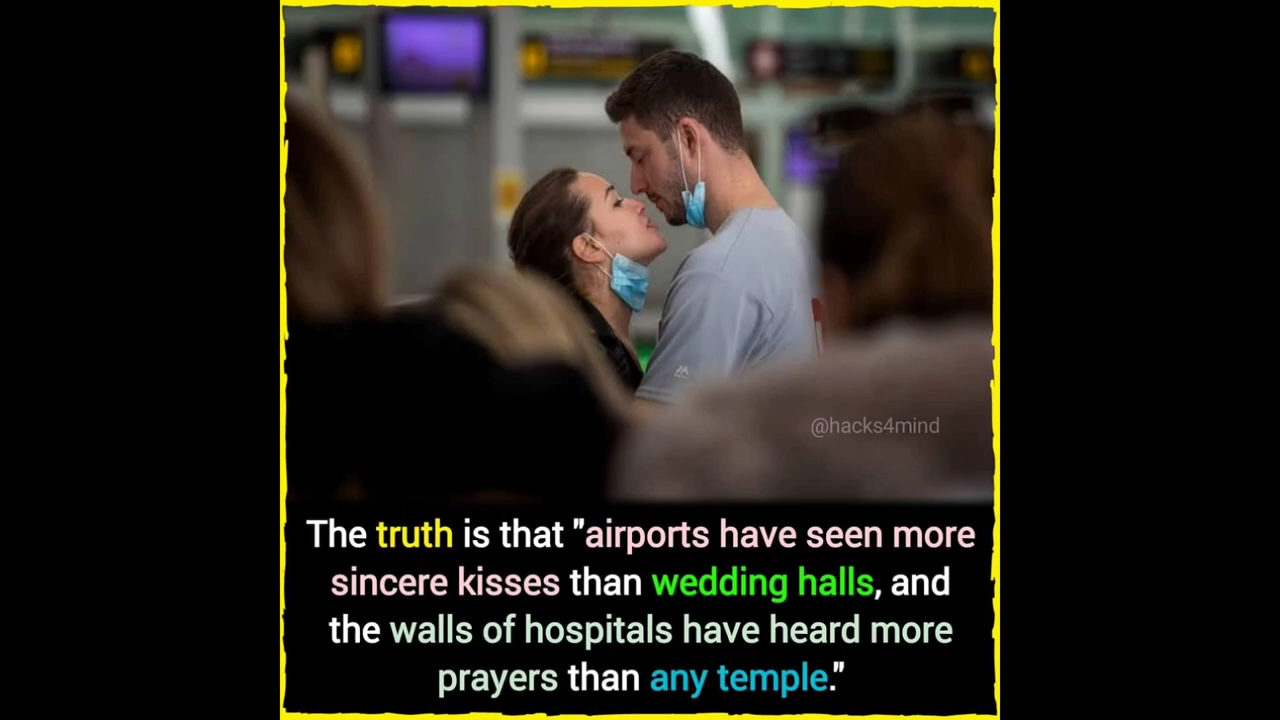 @hacks4mind
The truth is that "airports have seen more
sincere kisses than wedding halls, and
the walls of hospitals have heard more
prayers than any temple."